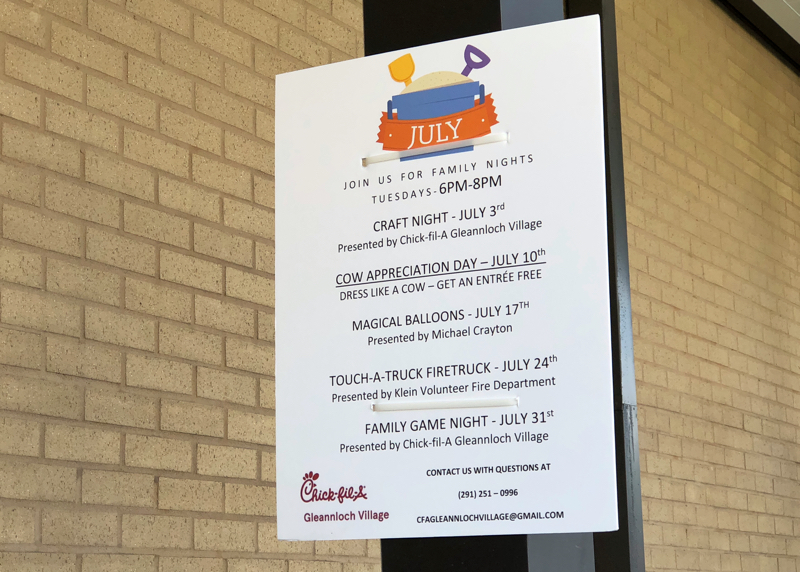 JULY
JOIN US FOR FAMILY NIGHTS
TUESDAYS-6PM-8PM
CRAFT NIGHT - JULY 3rd
Presented by Chick-fil-A Gleannloch Village
COW APPRECIATION DAY – JULY 10th
DRESS LIKE A COW – GET AN ENTRÉE FREE
MAGICAL BALLOONS - JULY 17TH
Presented by Michael Crayton
TOUCH-A-TRUCK FIRETRUCK - JULY 24th
Presented by Klein Volunteer Fire Department
FAMILY GAME NIGHT - JULY 31st
Presented by Chick-fil-A Gleannloch Village
CONTACT US WITH QUESTIONS AT
(291) 251 – 0996
CFAGLEANNLOCHVILLAGE@GMAIL.COM
Chick-fil-A
Gleannloch Village